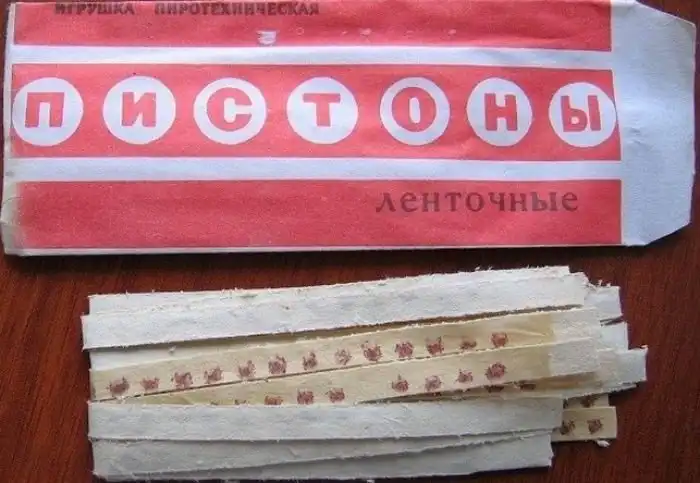 ИГРУШКА ПИРОТЕХНИЧЕСКАЯ
ПИСТОНЫ
ленточные